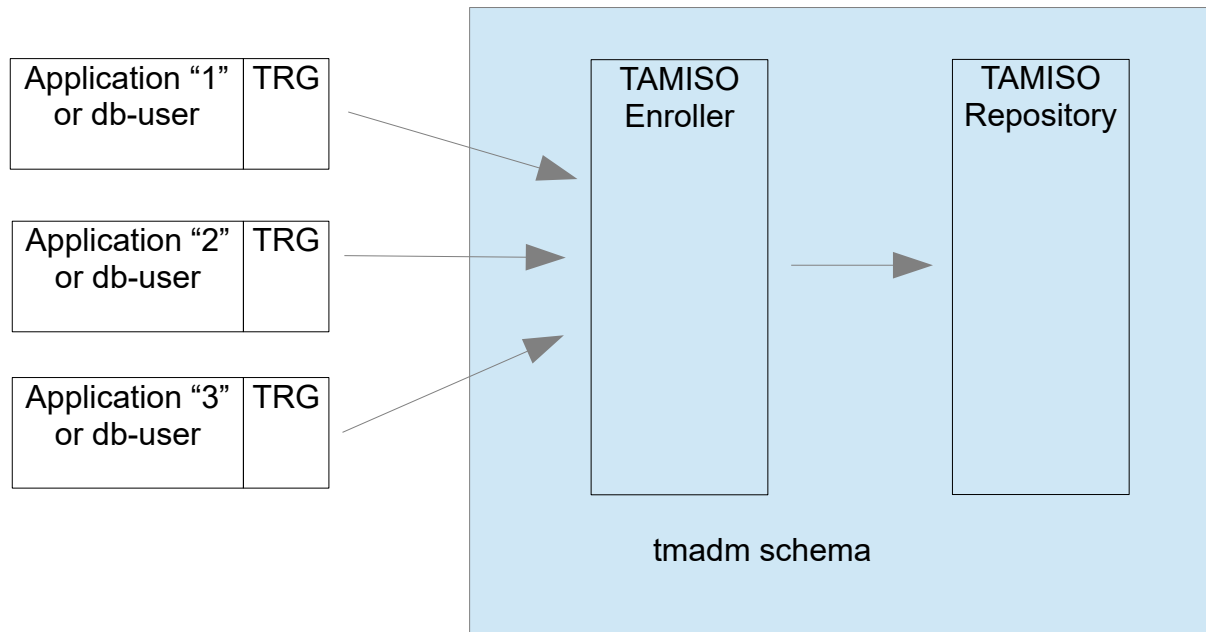 Application “1”
or db-user
TRG
Application “2”
or db-user
TRG
Application “3”
or db-user
TRG
TAMISO
Enroller
TAMISO
Repository
tmadm schema